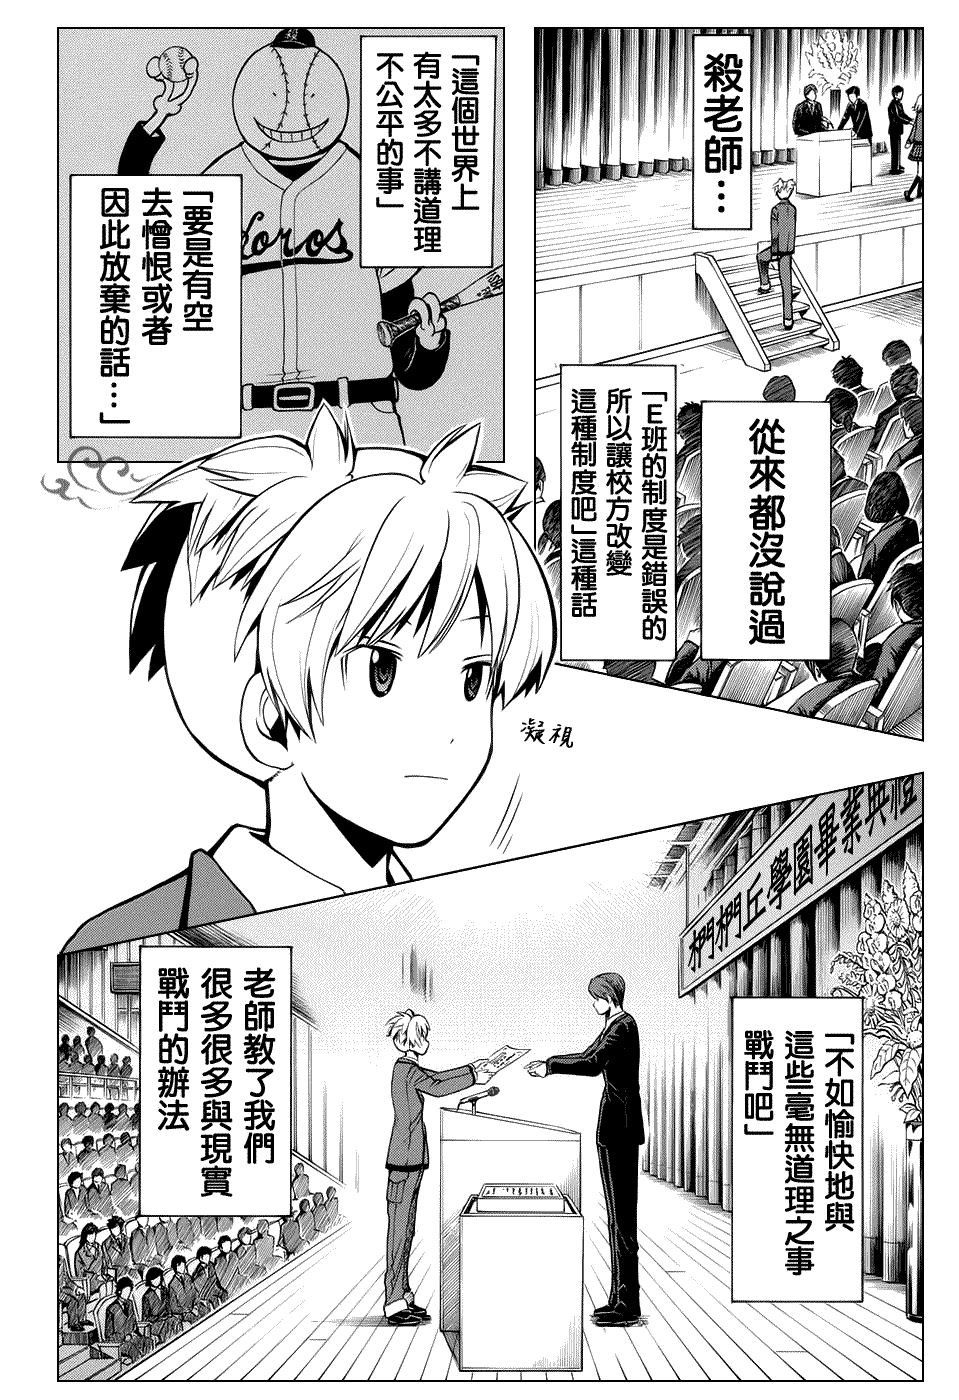 殺老師…
從來都沒說過
「E班的制度是錯誤的
所以讓校方改變
這種制度吧」這種話
「這個世界上
有太多不講道理
不公平的事」
「要是有空
去憎恨或者
因此放棄的話…」
殺
Koros
凝視
椚椚丘學園畢業典禮
「不如愉快地與
這些毫無道理之事
戰鬥吧」
老師教了我們
很多很多與現實
戰鬥的辦法